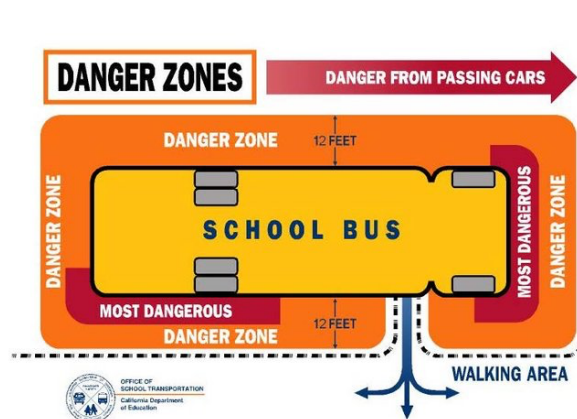 DANGER ZONES
DANGER FROM PASSING CARS
DANGER ZONE
12 FEET
DANGER ZONE
SCHOOL BUS
MOST DANGEROUS
DANGER ZONE
MOST DANGEROUS
DANGER ZONE
12 FEET
WALKING AREA
OFFICE OF
SCHOOL TRANSPORTATION
California Department
of Education